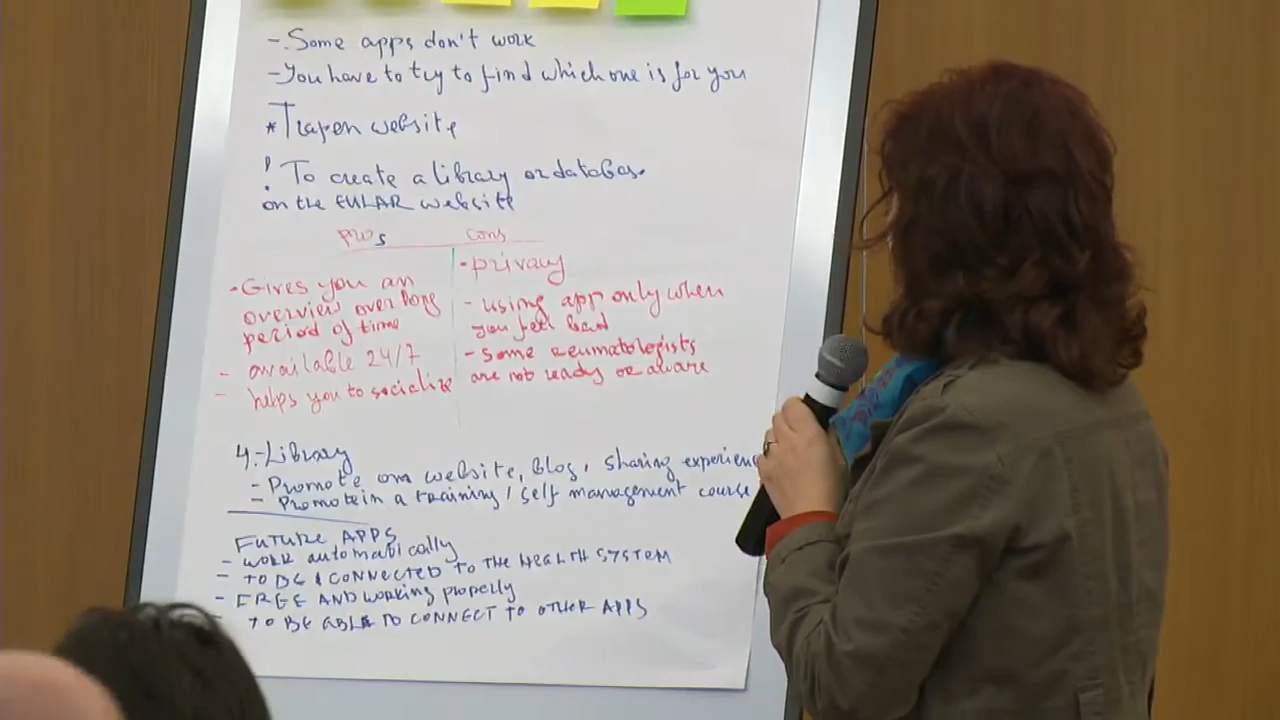 - Some apps don't work
- You have to try to find which one is for you
* website
! To create a library or database
on the EULAR website
pros cons
- Gives you an
overview over long
period of time
- available 24/7
- helps you to socialize
- privacy
- using app only when
you feel bad
- some reumatologists
are not ready or aware
4.- Library
- Promote on website, blog, sharing experienc
- Promote in a training / self management course
FUTURE APPS
- WORK automatically
- TO BE CONNECTED TO THE HEALTH SYSTEM
- FREE AND working properly
- TO BE ABLE TO CONNECT TO OTHER APPS